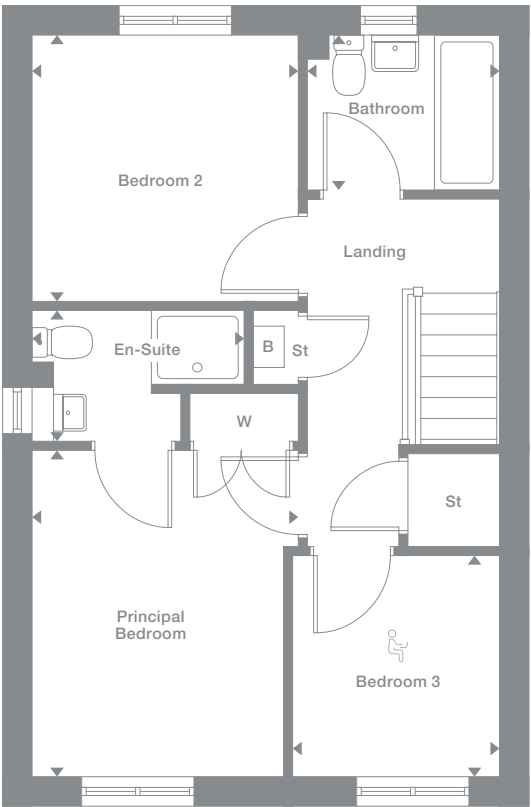 Bathroom
Bedroom 2
Landing
En-Suite
B
St
W
St
Principal
Bedroom
Bedroom 3